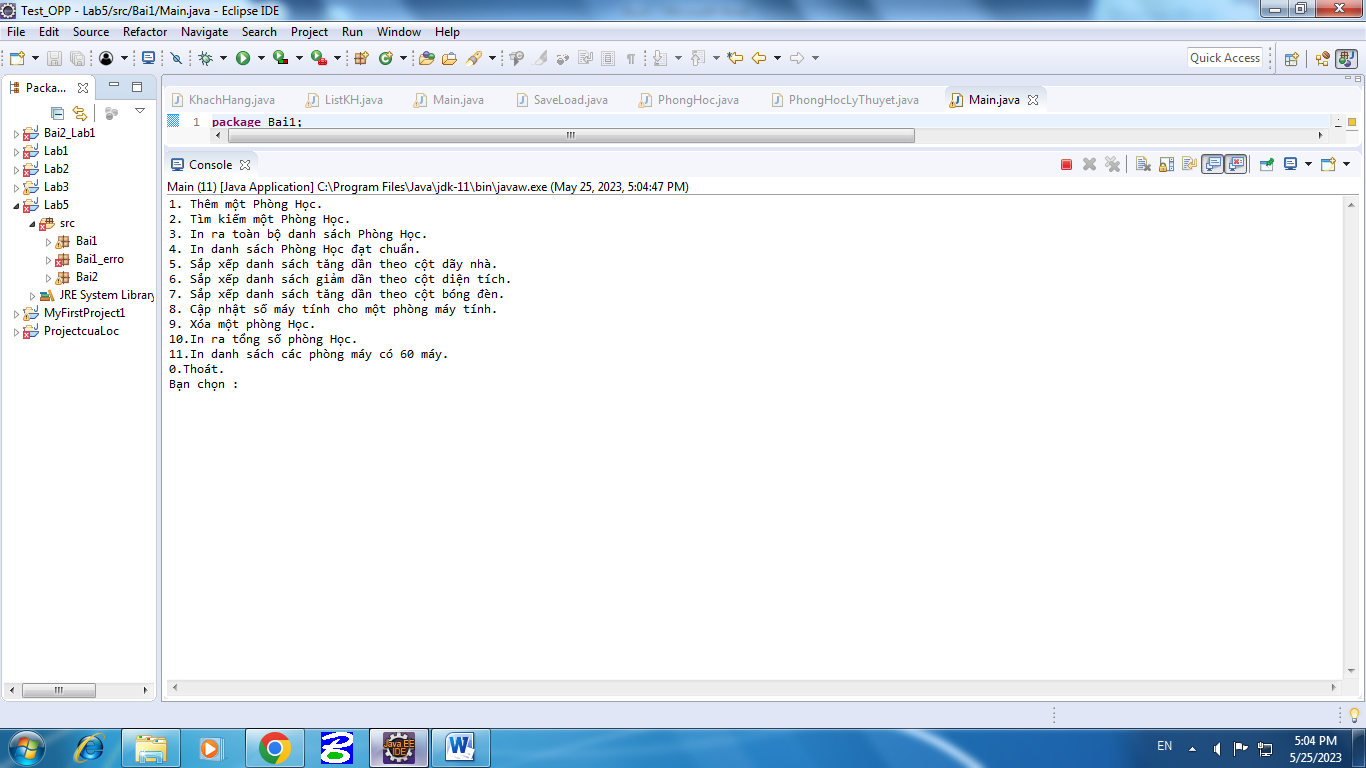 Test_OPP - Lab5/src/Bai1/Main.java - Eclipse IDE
File Edit Source Refactor Navigate Search Project Run Window Help
Quick Access
Packa...
KhachHang.java ListKH.java Main.java SaveLoad.java PhongHoc.java PhongHocLyThuyet.java Main.java
1 package Bai1;
Bai2_Lab1
Lab1
Lab2
Lab3
Lab5
src
Bai1
Bai1_erro
Bai2
JRE System Library
MyFirstProject1
ProjectcuaLoc
Console
Main (11) [Java Application] C:\Program Files\Java\jdk-11\bin\javaw.exe (May 25, 2023, 5:04:47 PM)
1. Thêm một Phòng Học.
2. Tìm kiếm một Phòng Học.
3. In ra toàn bộ danh sách Phòng Học.
4. In danh sách Phòng Học đạt chuẩn.
5. Sắp xếp danh sách tăng dần theo cột dãy nhà.
6. Sắp xếp danh sách giảm dần theo cột diện tích.
7. Sắp xếp danh sách tăng dần theo cột bóng đèn.
8. Cập nhật số máy tính cho một phòng máy tính.
9. Xóa một phòng Học.
10.In ra tổng số phòng Học.
11.In danh sách các phòng máy có 60 máy.
0.Thoát.
Bạn chọn :
Java EE
IDE
EN
5:04 PM
5/25/2023